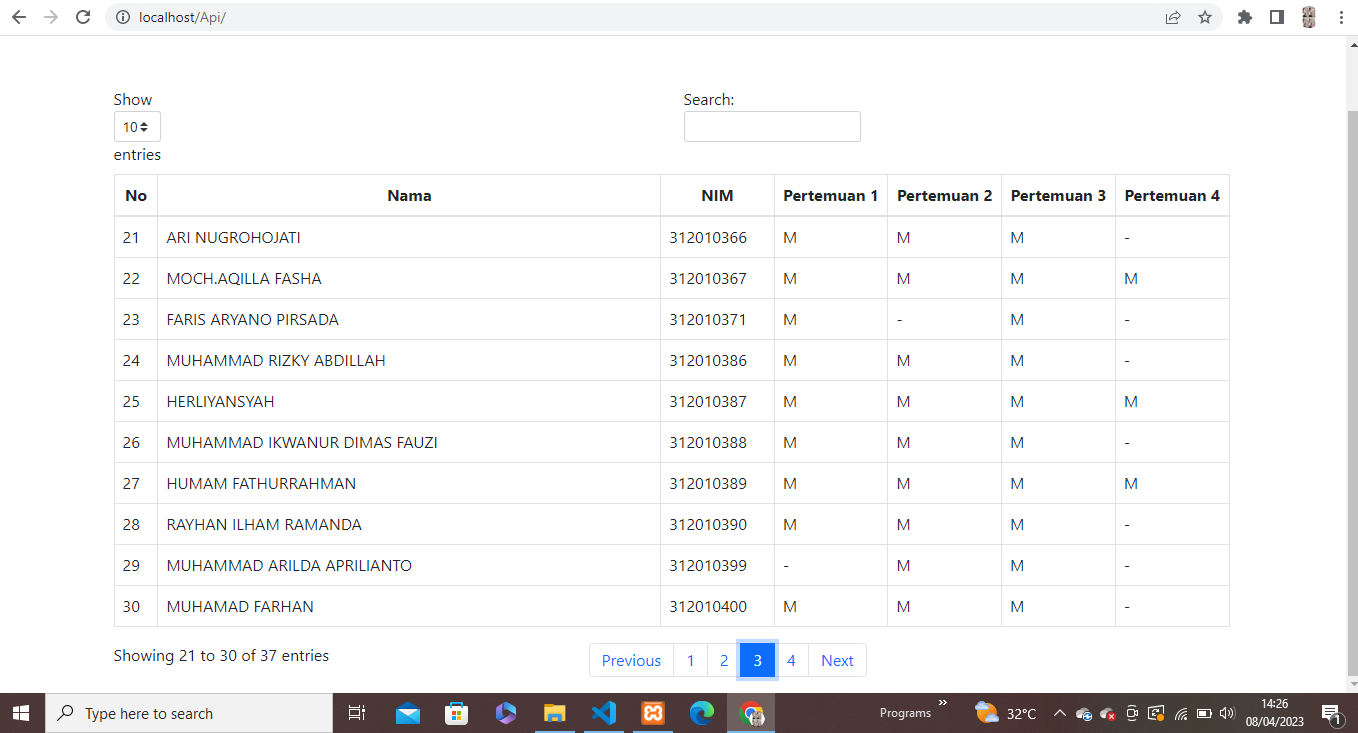 localhost/Api/
Show
10
entries
Search:
No Nama NIM Pertemuan 1 Pertemuan 2 Pertemuan 3 Pertemuan 4
21 ARI NUGROHOJATI 312010366 M M M -
22 MOCH.AQILLA FASHA 312010367 M M M M
23 FARIS ARYANO PIRSADA 312010371 M - M -
24 MUHAMMAD RIZKY ABDILLAH 312010386 M M M -
25 HERLIYANSYAH 312010387 M M M M
26 MUHAMMAD IKWANUR DIMAS FAUZI 312010388 M M M -
27 HUMAM FATHURRAHMAN 312010389 M M M M
28 RAYHAN ILHAM RAMANDA 312010390 M M M -
29 MUHAMMAD ARILDA APRILIANTO 312010399 - M M -
30 MUHAMAD FARHAN 312010400 M M M -
Showing 21 to 30 of 37 entries
Previous 1 2 3 4 Next
Type here to search
Programs »
32°C
14:26
08/04/2023
1